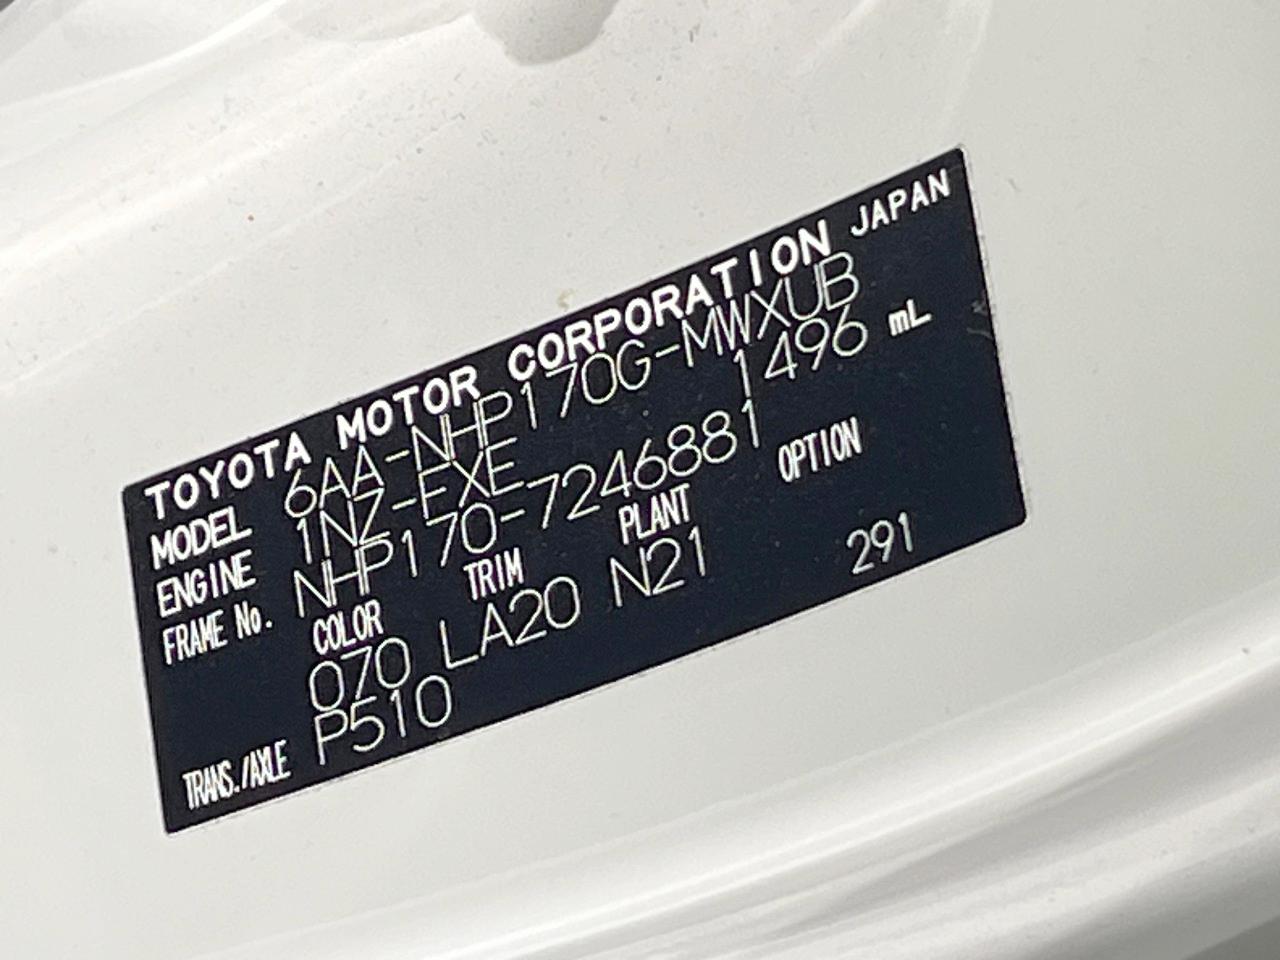 TOYOTA MOTOR CORPORATION JAPAN
MODEL 6AA-NHP170G-MWXUB
ENGINE 1NZ-FXE 1496 mL
FRAME No. NHP170-7246881
COLOR TRIM PLANT OPTION
070 LA20 N21 291
TRANS./AXLE P510